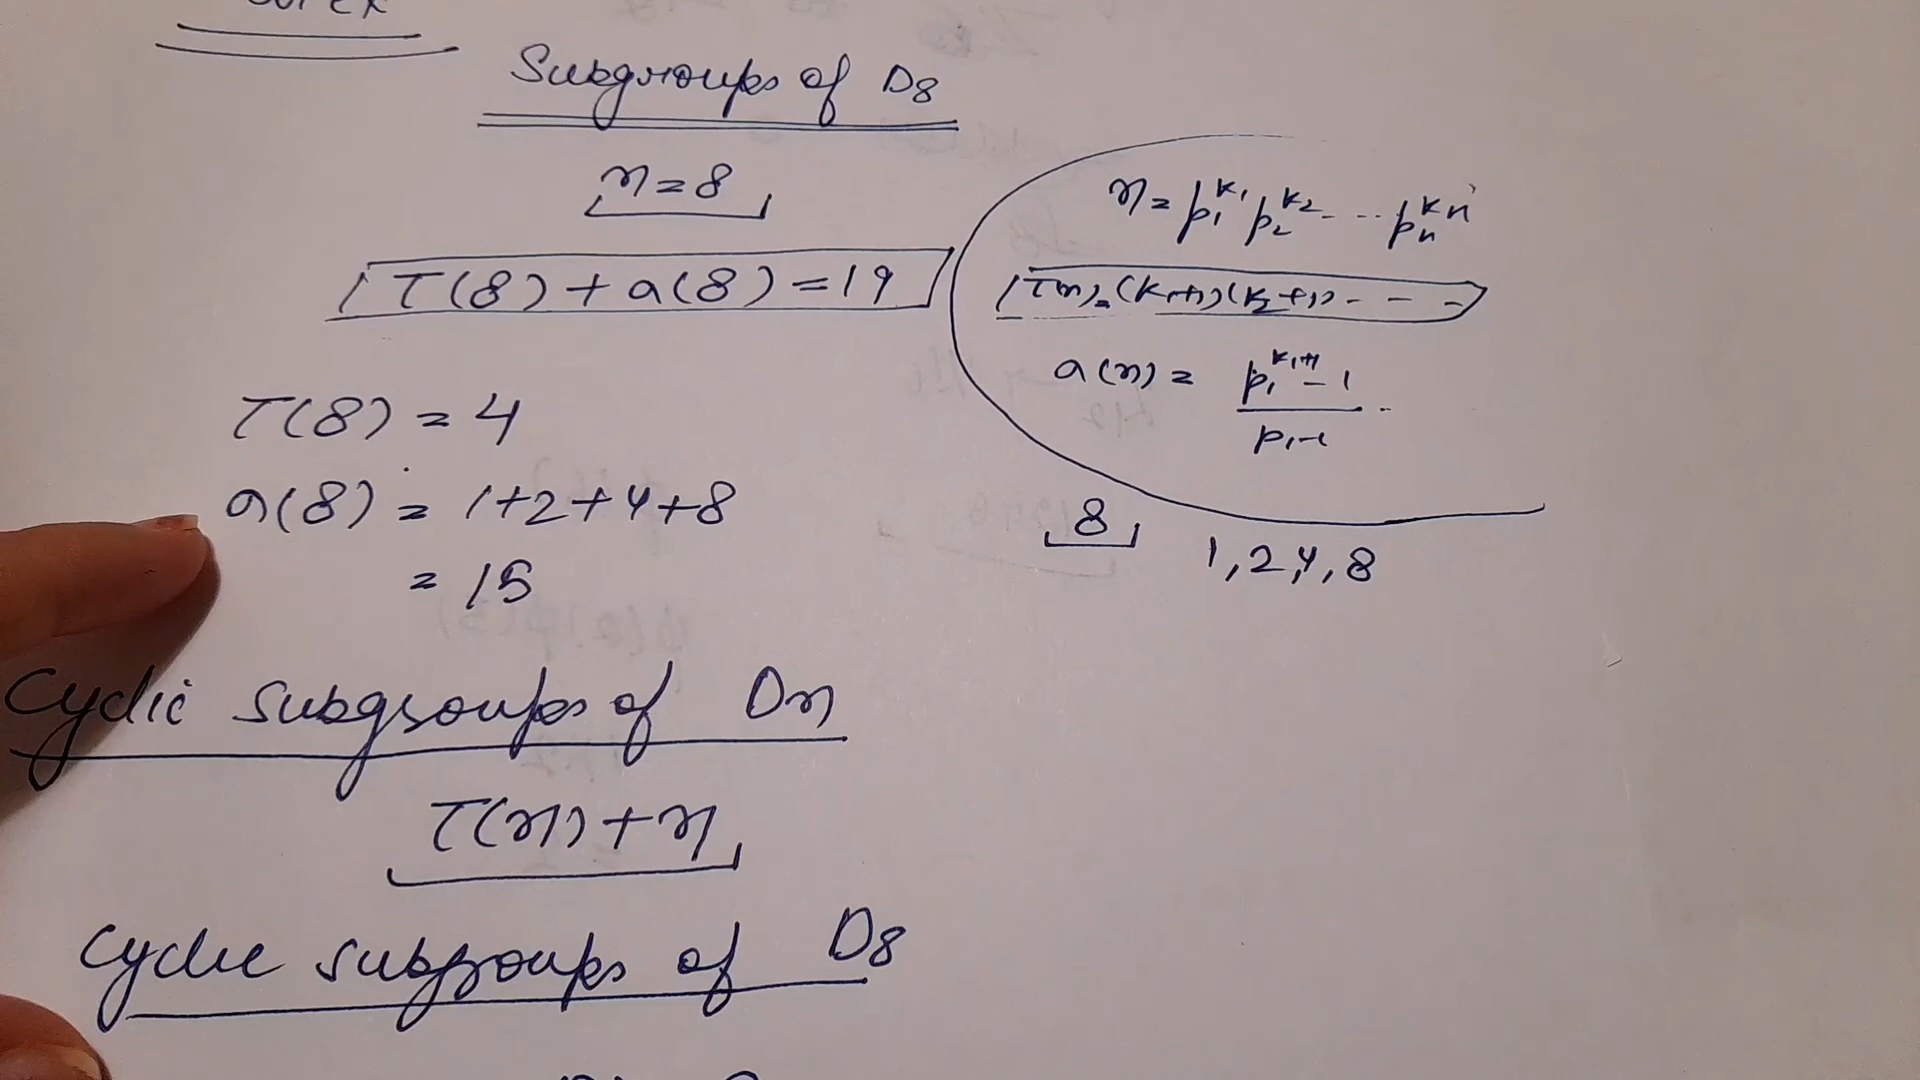 Subgroups of D8
n=8
T(8)+a(8)=19
T(8) = 4
a(8) = 1+2+4+8
= 15
n = p₁^k₁ p₂^k₂ - - - pₙ^kₙ
T(n) = (k₁+1)(k₂+1) - - -
a(n) = (p₁^(k₁+1) - 1)/(p₁-1) - -
8
1,2,4,8
Cyclic Subgroups of Dn
T(n)+n
Cyclic subgroups of D8